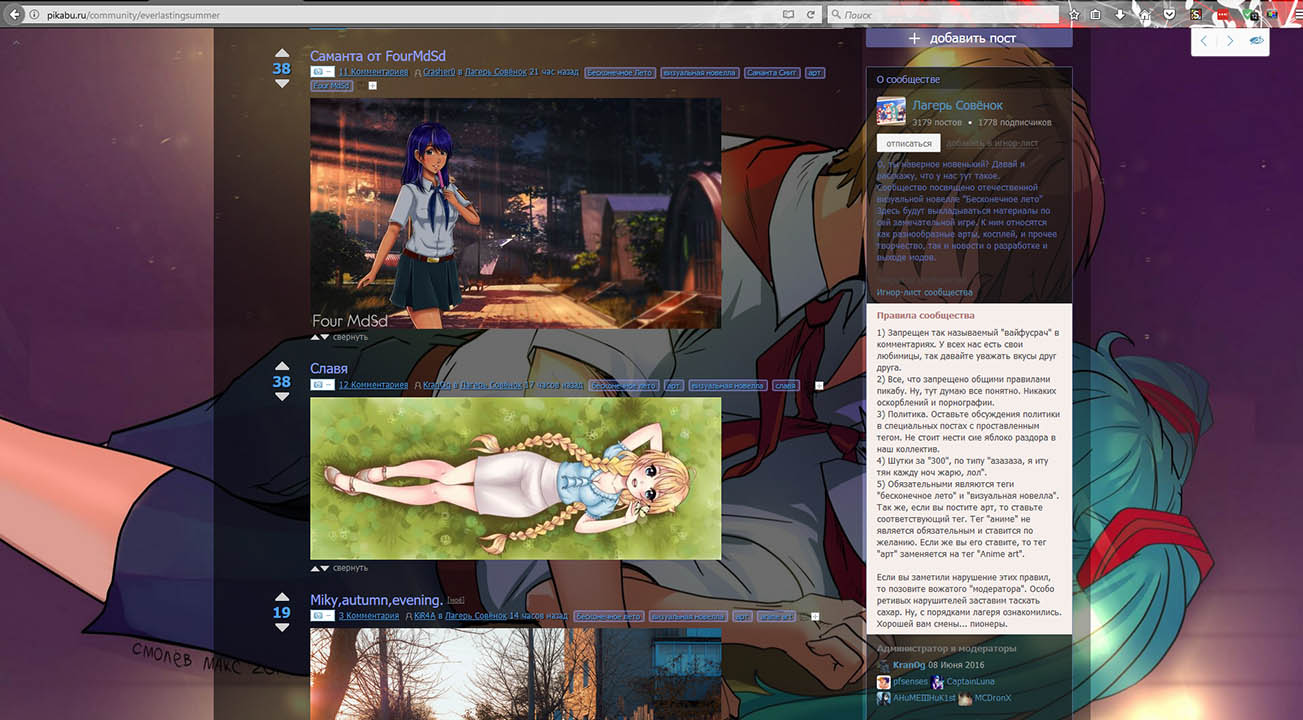 pikabu.ru/community/everlastingsummer
Поиск
добавить пост
38
Саманта от FourMdSd
11 Комментариев Crasher0 в Лагерь Совёнок 21 час назад Бесконечное Лето визуальная новелла Саманта Смит арт
Four MdSd
Four MdSd
свернуть
38
Славя
12 Комментариев KranOg в Лагерь Совёнок 17 часов назад бесконечное лето арт визуальная новелла славя
свернуть
19
Miky,autumn,evening. [моё]
3 Комментария KiR4A в Лагерь Совёнок 14 часов назад Бесконечное лето визуальная новелла арт anime art
СМОЛЕВ МАКС
О сообществе
Лагерь Совёнок
3179 постов • 1778 подписчиков
отписаться добавить в игнор-лист
О, ты наверное новенький? Давай я
расскажу, что у нас тут такое.
Сообщество посвящено отечественной
визуальной новелле "Бесконечное лето"
Здесь будут выкладываться материалы по
сей замечательной игре. К ним относятся
как разнообразные арты, косплей, и прочее
творчество, так и новости о разработке и
выходе модов.
Игнор-лист сообщества
Правила сообщества
1) Запрещен так называемый "вайфусрач" в
комментариях. У всех нас есть свои
любимицы, так давайте уважать вкусы друг
друга.
2) Все, что запрещено общими правилами
пикабу. Ну, тут думаю все понятно. Никаких
оскорблений и порнографии.
3) Политика. Оставьте обсуждения политики
в специальных постах с проставленным
тегом. Не стоит нести сие яблоко раздора в
наш коллектив.
4) Шутки за "300", по типу "азазаза, я иту
тян кажду ноч жарю, лол".
5) Обязательными являются теги
"бесконечное лето" и "визуальная новелла".
Так же, если вы постите арт, то ставьте
соответствующий тег. Тег "аниме" не
является обязательным и ставится по
желанию. Если же вы его ставите, то тег
"арт" заменяется на тег "Anime art".
Если вы заметили нарушение этих правил,
то позовите вожатого "модератора". Особо
ретивых нарушителей заставим таскать
сахар. Ну, с порядками лагеря ознакомились.
Хорошей вам смены... пионеры.
Администратор и модераторы
KranOg 08 Июня 2016
pfsenses CaptainLuna
AHuMEIIIHuK1st MCDronX